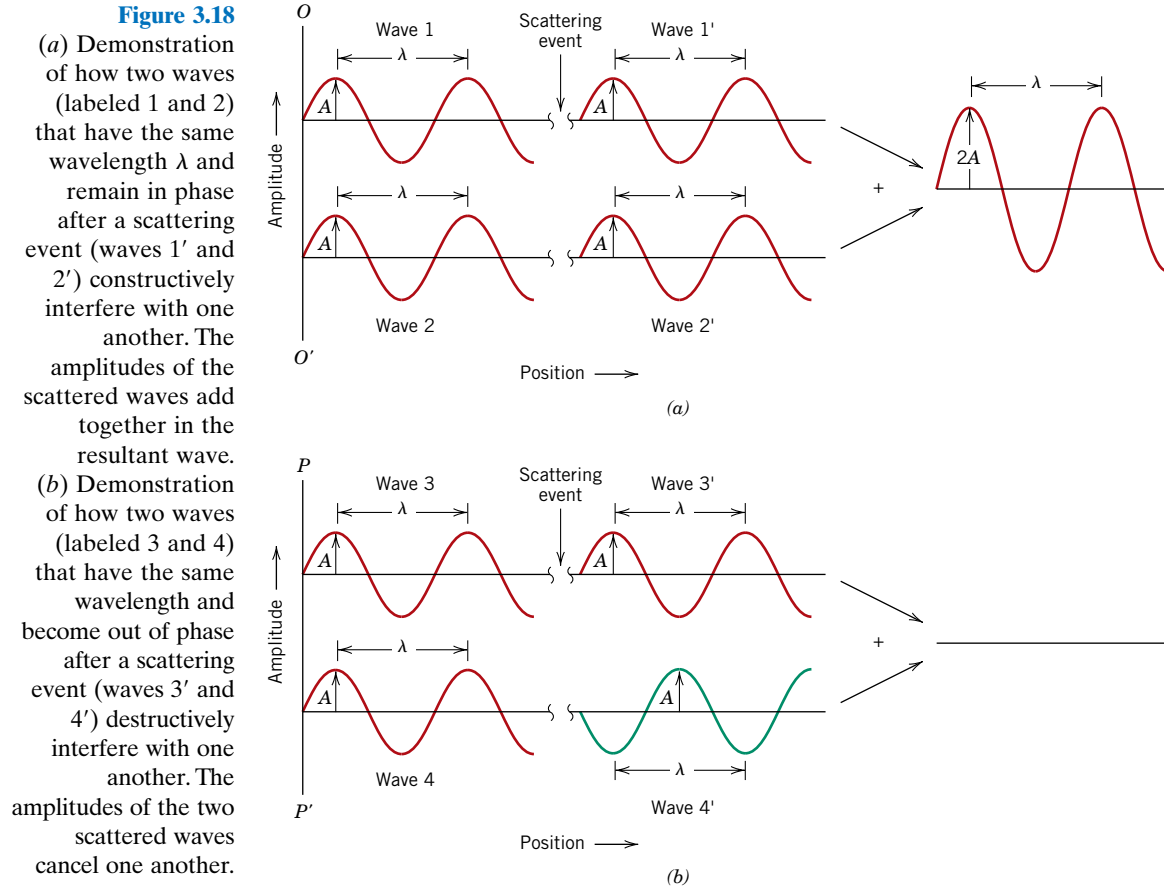 Figure 3.18
(a) Demonstration
of how two waves
(labeled 1 and 2)
that have the same
wavelength λ and
remain in phase
after a scattering
event (waves 1′ and
2′) constructively
interfere with one
another. The
amplitudes of the
scattered waves add
together in the
resultant wave.
(b) Demonstration
of how two waves
(labeled 3 and 4)
that have the same
wavelength and
become out of phase
after a scattering
event (waves 3′ and
4′) destructively
interfere with one
another. The
amplitudes of the two
scattered waves
cancel one another.
O
Wave 1
Scattering
event
Wave 1'
λ
λ
λ
A
A
2A
Amplitude
+
λ
λ
A
A
Wave 2
Wave 2'
O'
Position
(a)
P
Wave 3
Scattering
event
Wave 3'
λ
λ
A
A
Amplitude
+
λ
A
A
λ
Wave 4
Wave 4'
P'
Position
(b)